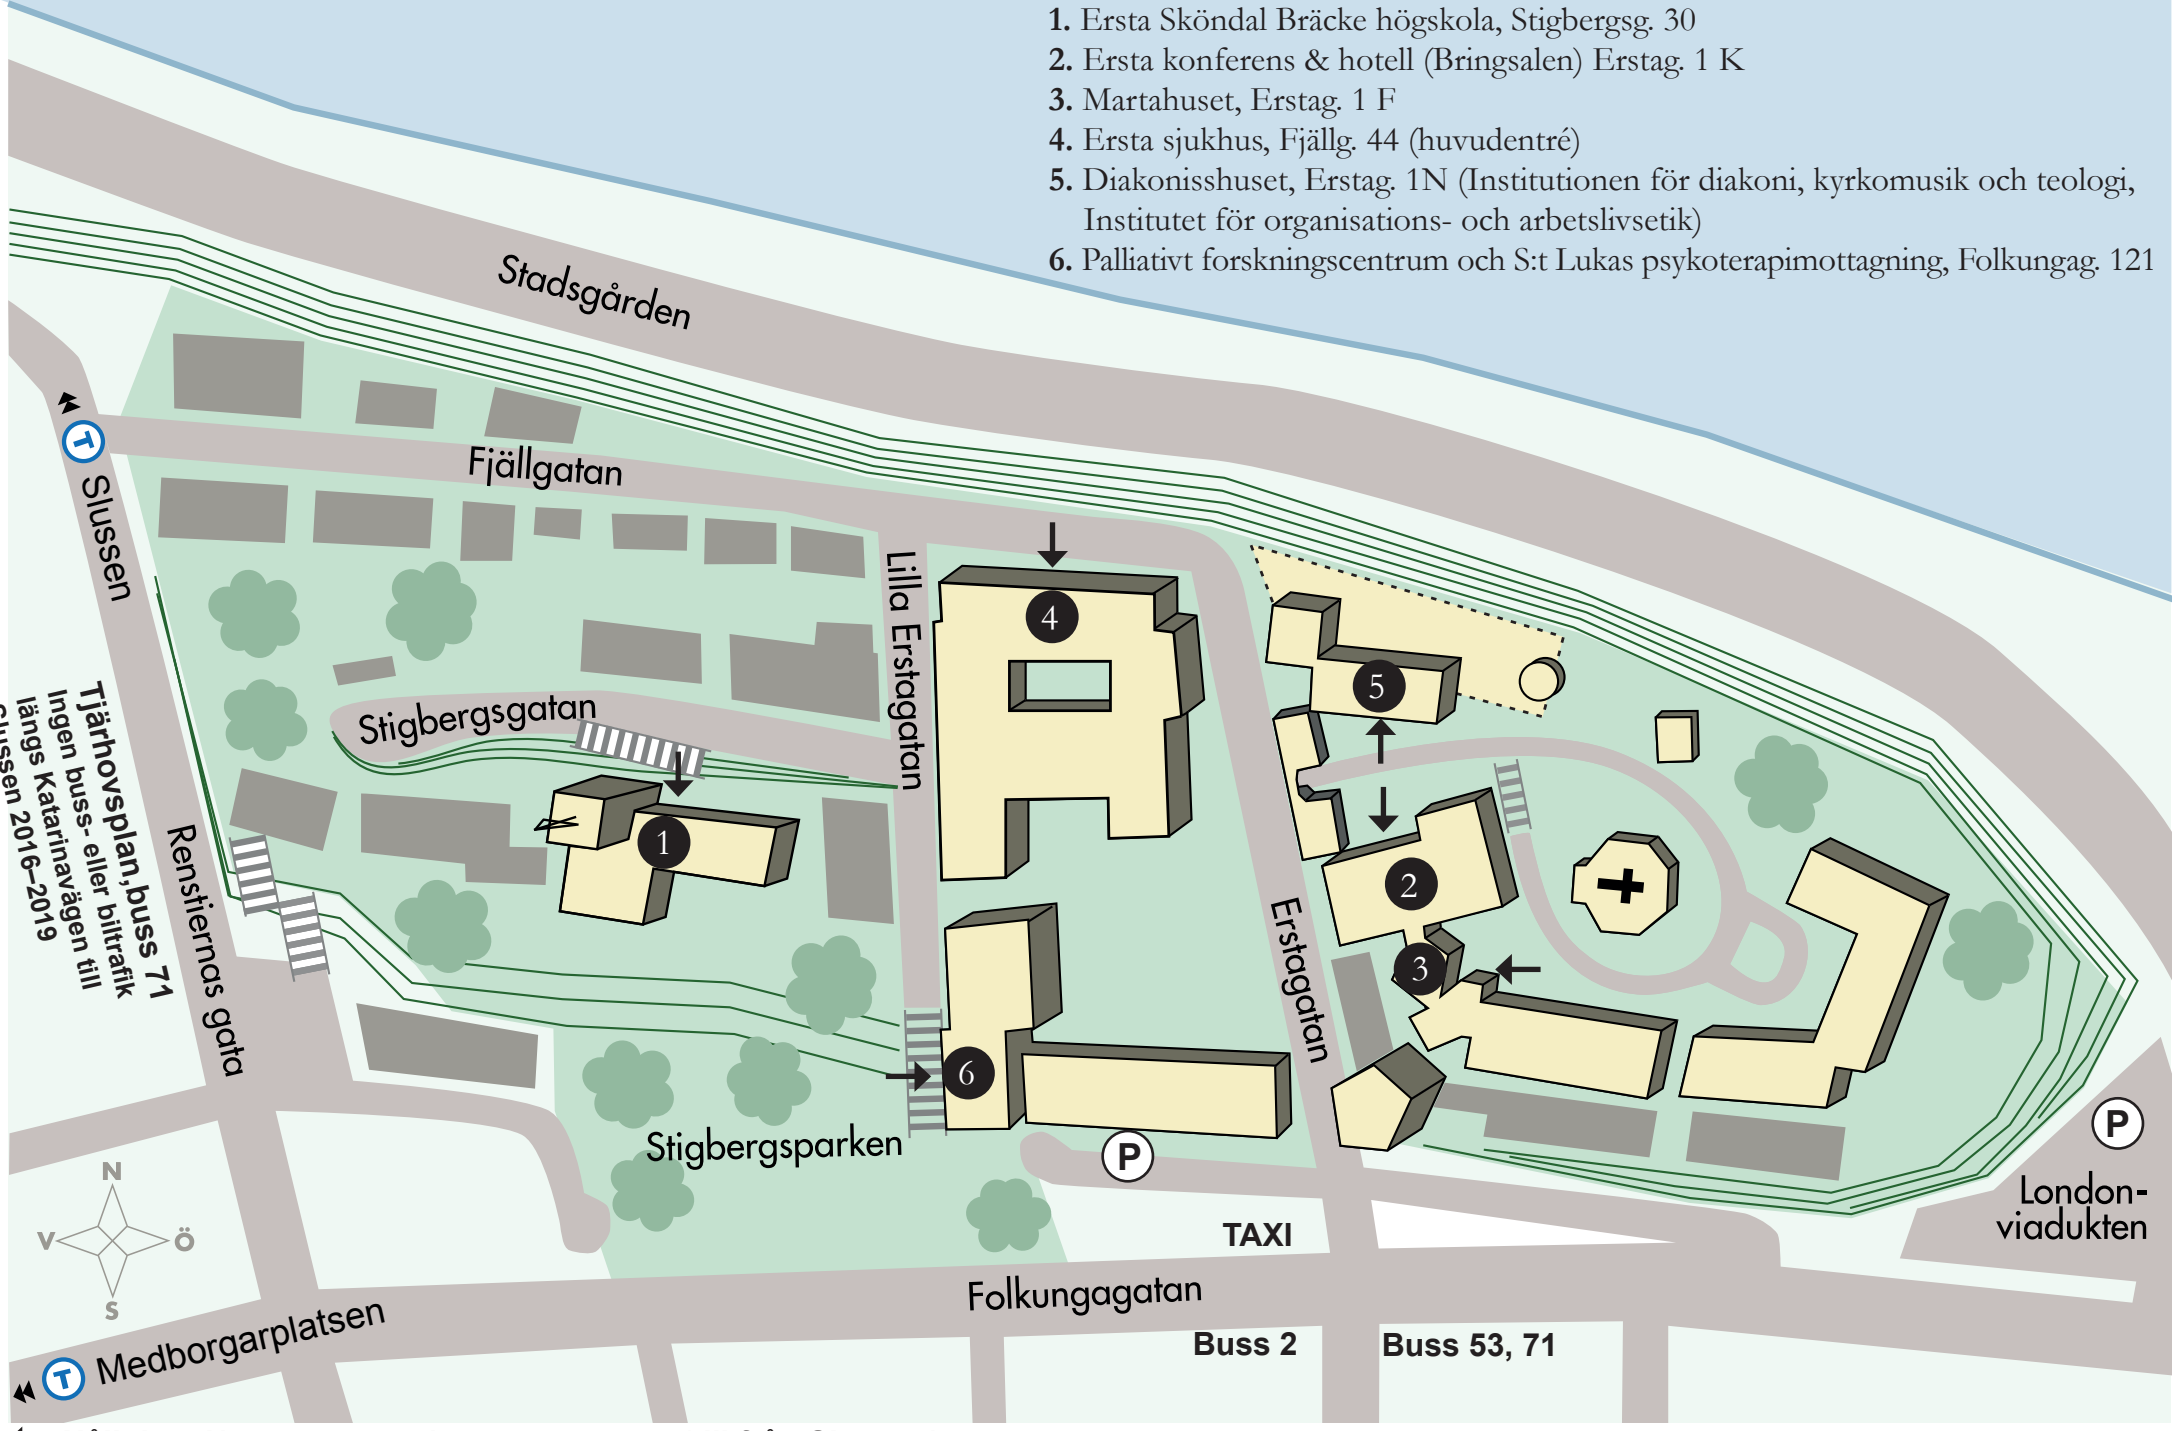 1. Ersta Sköndal Bräcke högskola, Stigbergsg. 30
2. Ersta konferens & hotell (Bringsalen) Erstag. 1 K
3. Martahuset, Erstag. 1 F
4. Ersta sjukhus, Fjällg. 44 (huvudentré)
5. Diakonisshuset, Erstag. 1N (Institutionen för diakoni, kyrkomusik och teologi,
Institutet för organisations- och arbetslivsetik)
6. Palliativt forskningscentrum och S:t Lukas psykoterapimottagning, Folkungag. 121
Stadsgården
T Slussen
Fjällgatan
Lilla Erstagatan
4
5
Stigbergsgatan
1
2
3
6
Tjärhovsplan, buss 71
Ingen buss- eller biltrafik
längs Katarinavägen till
Slussen 2016–2019
Renstiernas gata
Erstagatan
Stigbergsparken
P
P
London-
viadukten
N
V
Ö
S
TAXI
Folkungagatan
T Medborgarplatsen
Buss 2
Buss 53, 71